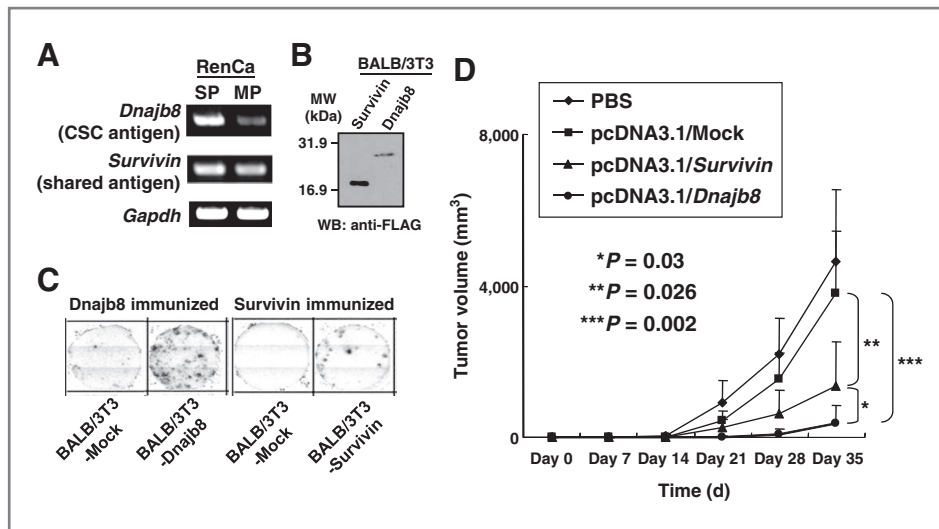 A
RenCa
SP MP
Dnajb8
(CSC antigen)
Survivin
(shared antigen)
Gapdh
B
BALB/3T3
MW
(kDa)
Survivin
Dnajb8
31.9
16.9
WB: anti-FLAG
C
Dnajb8 immunized
Survivin immunized
BALB/3T3
-Mock
BALB/3T3
-Dnajb8
BALB/3T3
-Mock
BALB/3T3
-Survivin
D
PBS
pcDNA3.1/Mock
pcDNA3.1/Survivin
pcDNA3.1/Dnajb8
*P = 0.03
**P = 0.026
***P = 0.002
Tumor volume (mm³)
8,000
4,000
0
**
*
***
Day 0 Day 7 Day 14 Day 21 Day 28 Day 35
Time (d)